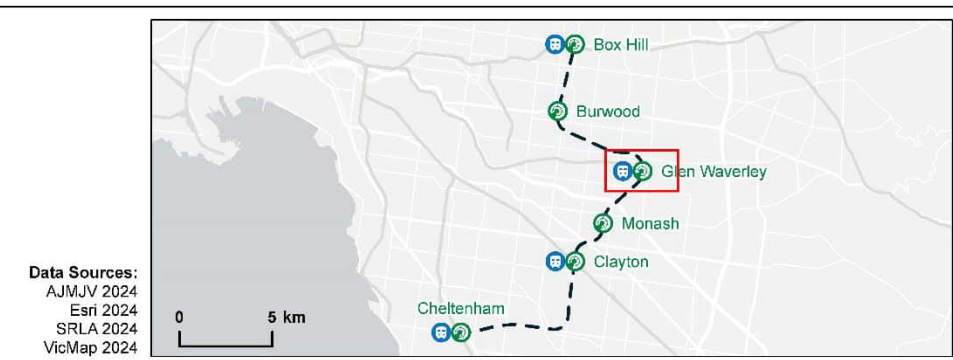 Box Hill
Burwood
Glen Waverley
Monash
Clayton
Cheltenham
0 5 km
Data Sources:
AJMJV 2024
Esri 2024
SRLA 2024
VicMap 2024